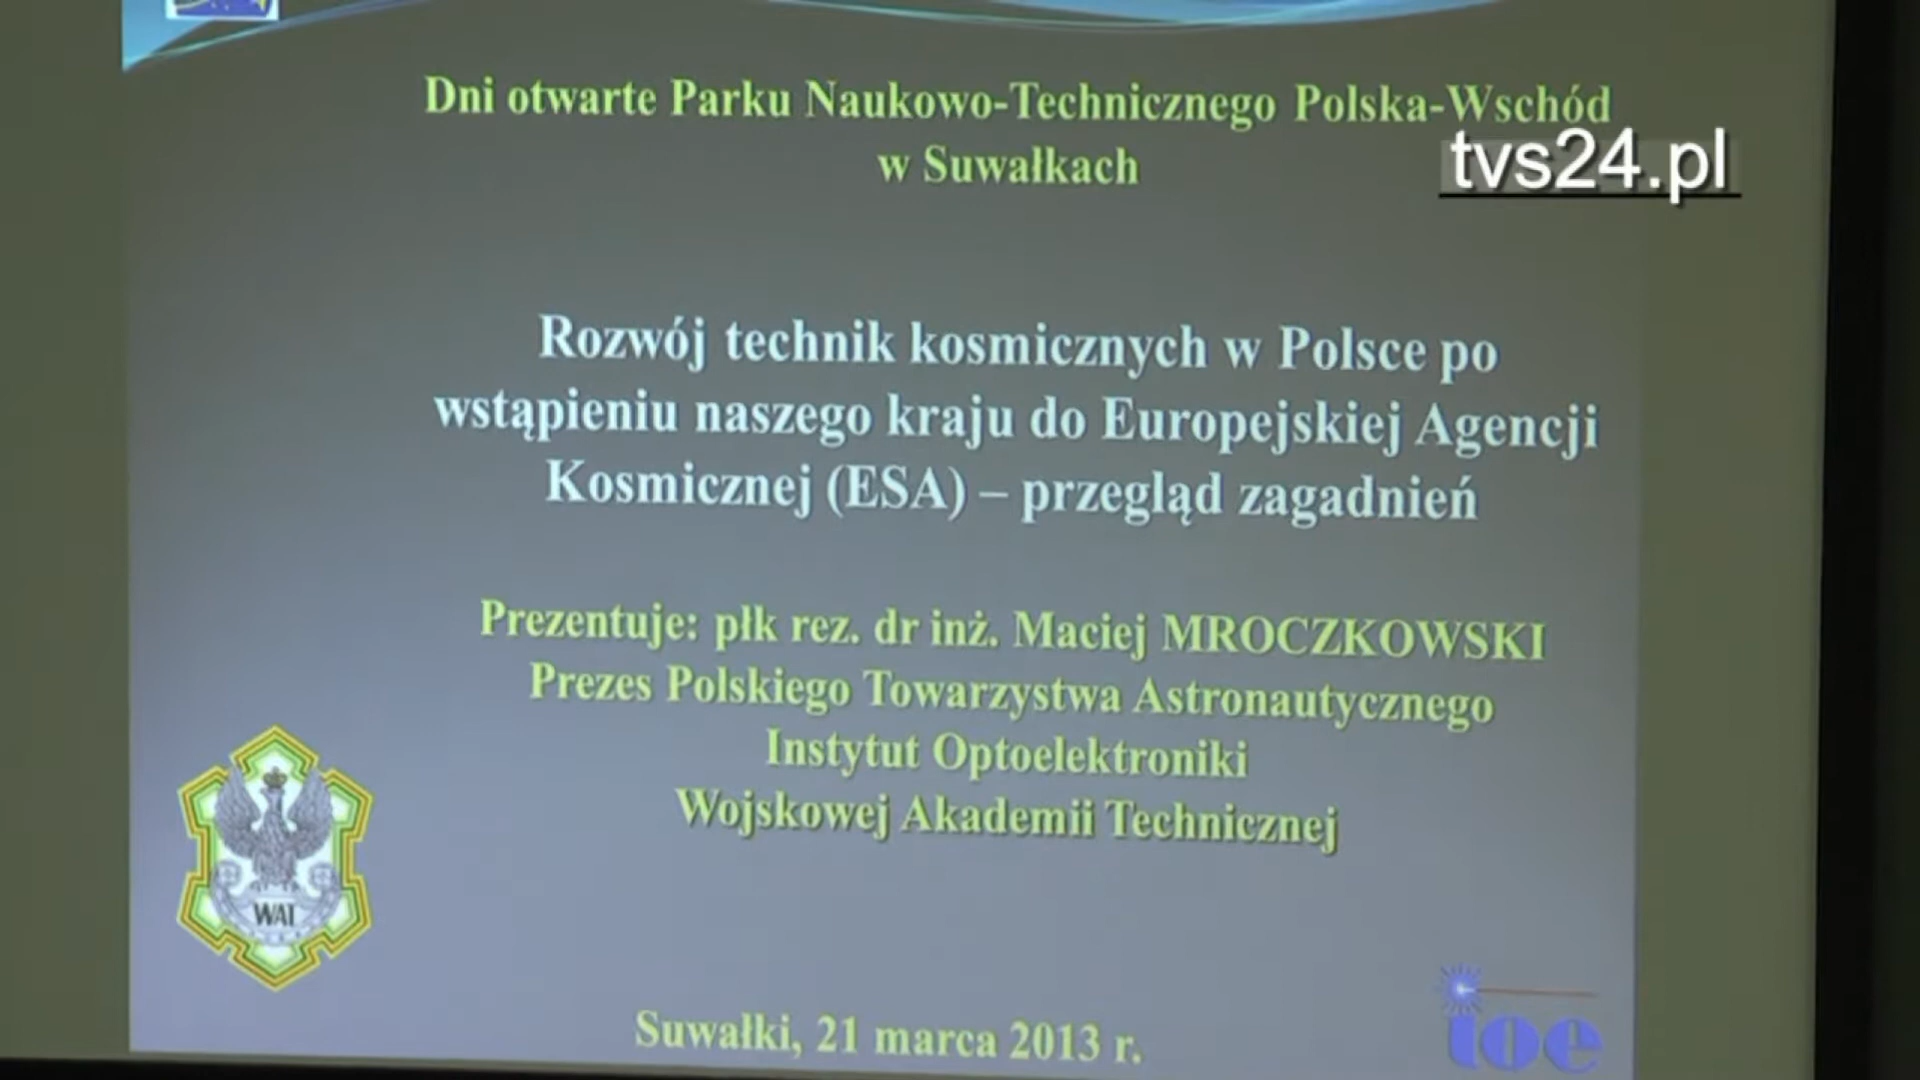 Dni otwarte Parku Naukowo-Technicznego Polska-Wschód
w Suwałkach
tvs24.pl
Rozwój technik kosmicznych w Polsce po
wstąpieniu naszego kraju do Europejskiej Agencji
Kosmicznej (ESA) – przegląd zagadnień
Prezentuje: płk rez. dr inż. Maciej MROCZKOWSKI
Prezes Polskiego Towarzystwa Astronautycznego
Instytut Optoelektroniki
Wojskowej Akademii Technicznej
WAT
Suwałki, 21 marca 2013 r.
ioe